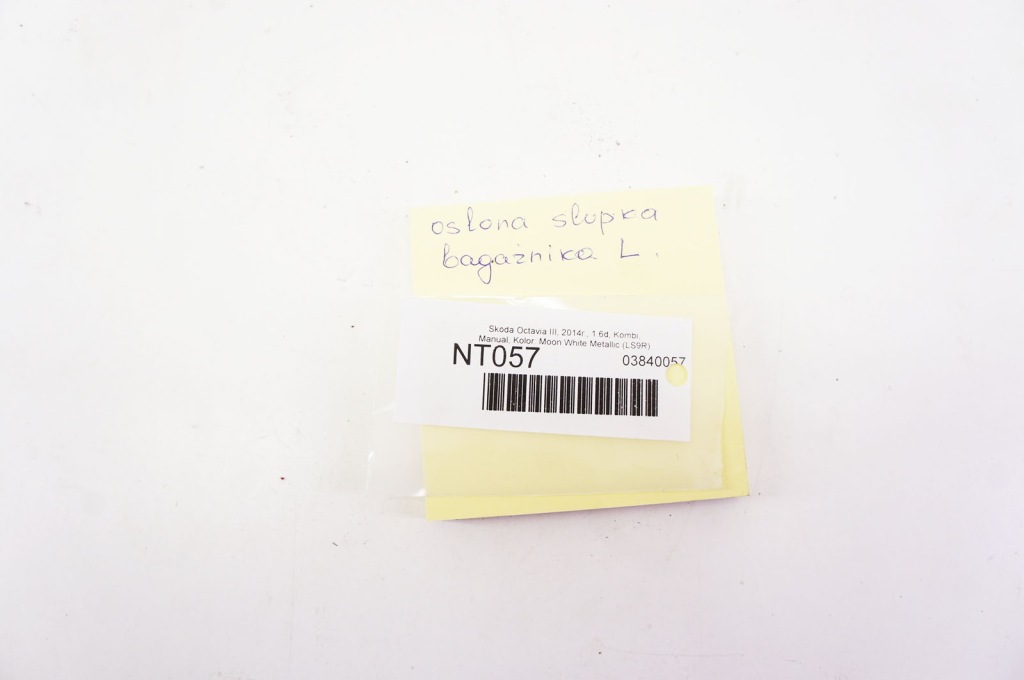 osłona słupka
bagażnika L.
Skoda Octavia III, 2014r., 1.6d, Kombi,
Manual, Kolor: Moon White Metallic (LS9R)
NT057
03840057